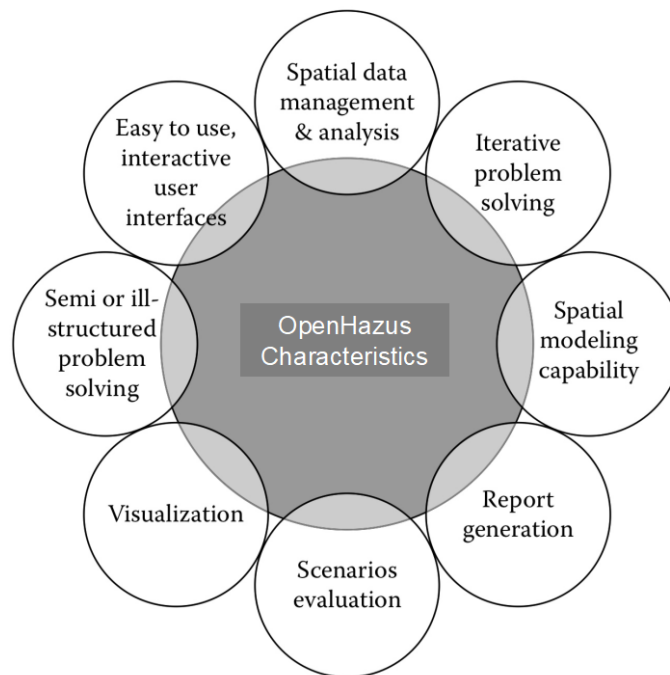 Spatial data
management
& analysis
Iterative
problem
solving
Spatial
modeling
capability
Report
generation
Scenarios
evaluation
Visualization
Semi or ill-
structured
problem
solving
Easy to use,
interactive
user
interfaces
OpenHazus
Characteristics